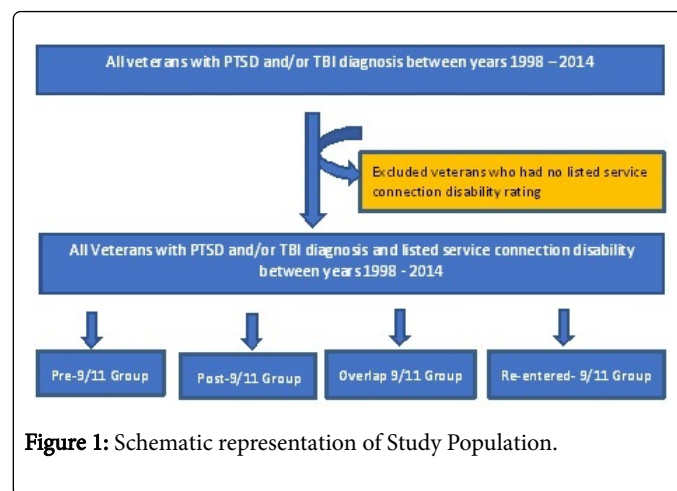 All veterans with PTSD and/or TBI diagnosis between years 1998 – 2014
Excluded veterans who had no listed service
connection disability rating
All Veterans with PTSD and/or TBI diagnosis and listed service connection disability
between years 1998 - 2014
Pre-9/11 Group
Post-9/11 Group
Overlap 9/11 Group
Re-entered- 9/11 Group
Figure 1: Schematic representation of Study Population.